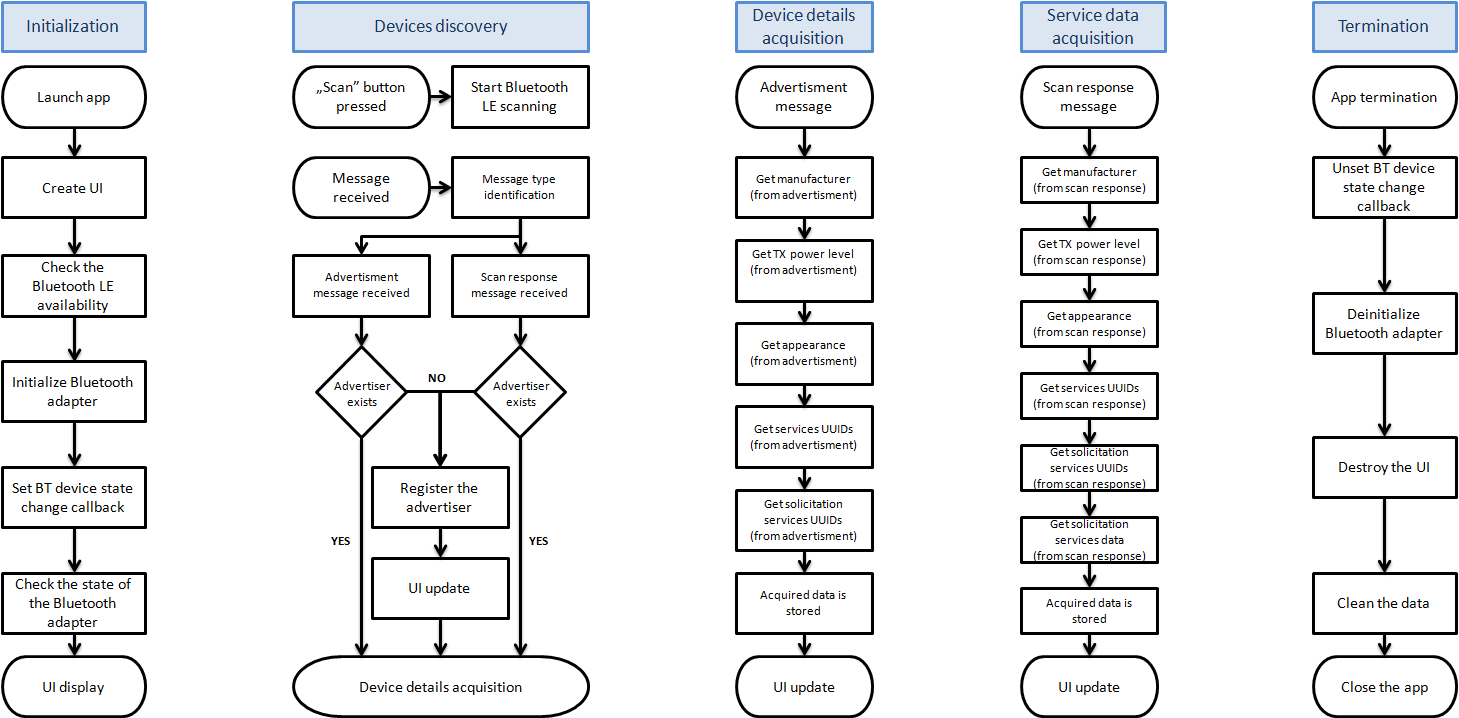 Initialization
Launch app
Create UI
Check the
Bluetooth LE
availability
Initialize Bluetooth
adapter
Set BT device state
change callback
Check the state of
the Bluetooth
adapter
UI display
Devices discovery
„Scan” button
pressed
Start Bluetooth
LE scanning
Message
received
Message type
identification
Advertisment
message received
Scan response
message received
Advertiser
exists
NO
Advertiser
exists
Register the
advertiser
YES
YES
UI update
Device details acquisition
Device details
acquisition
Advertisment
message
Get manufacturer
(from advertisment)
Get TX power level
(from advertisment)
Get appearance
(from advertisment)
Get services UUIDs
(from advertisment)
Get solicitation
services UUIDs
(from advertisment)
Acquired data is
stored
UI update
Service data
acquisition
Scan response
message
Get manufacturer
(from scan response)
Get TX power level
(from scan response)
Get appearance
(from scan response)
Get services UUIDs
(from scan response)
Get solicitation
services UUIDs
(from scan response)
Get solicitation
services data
(from scan response)
Acquired data is
stored
UI update
Termination
App termination
Unset BT device
state change
callback
Deinitialize
Bluetooth adapter
Destroy the UI
Clean the data
Close the app